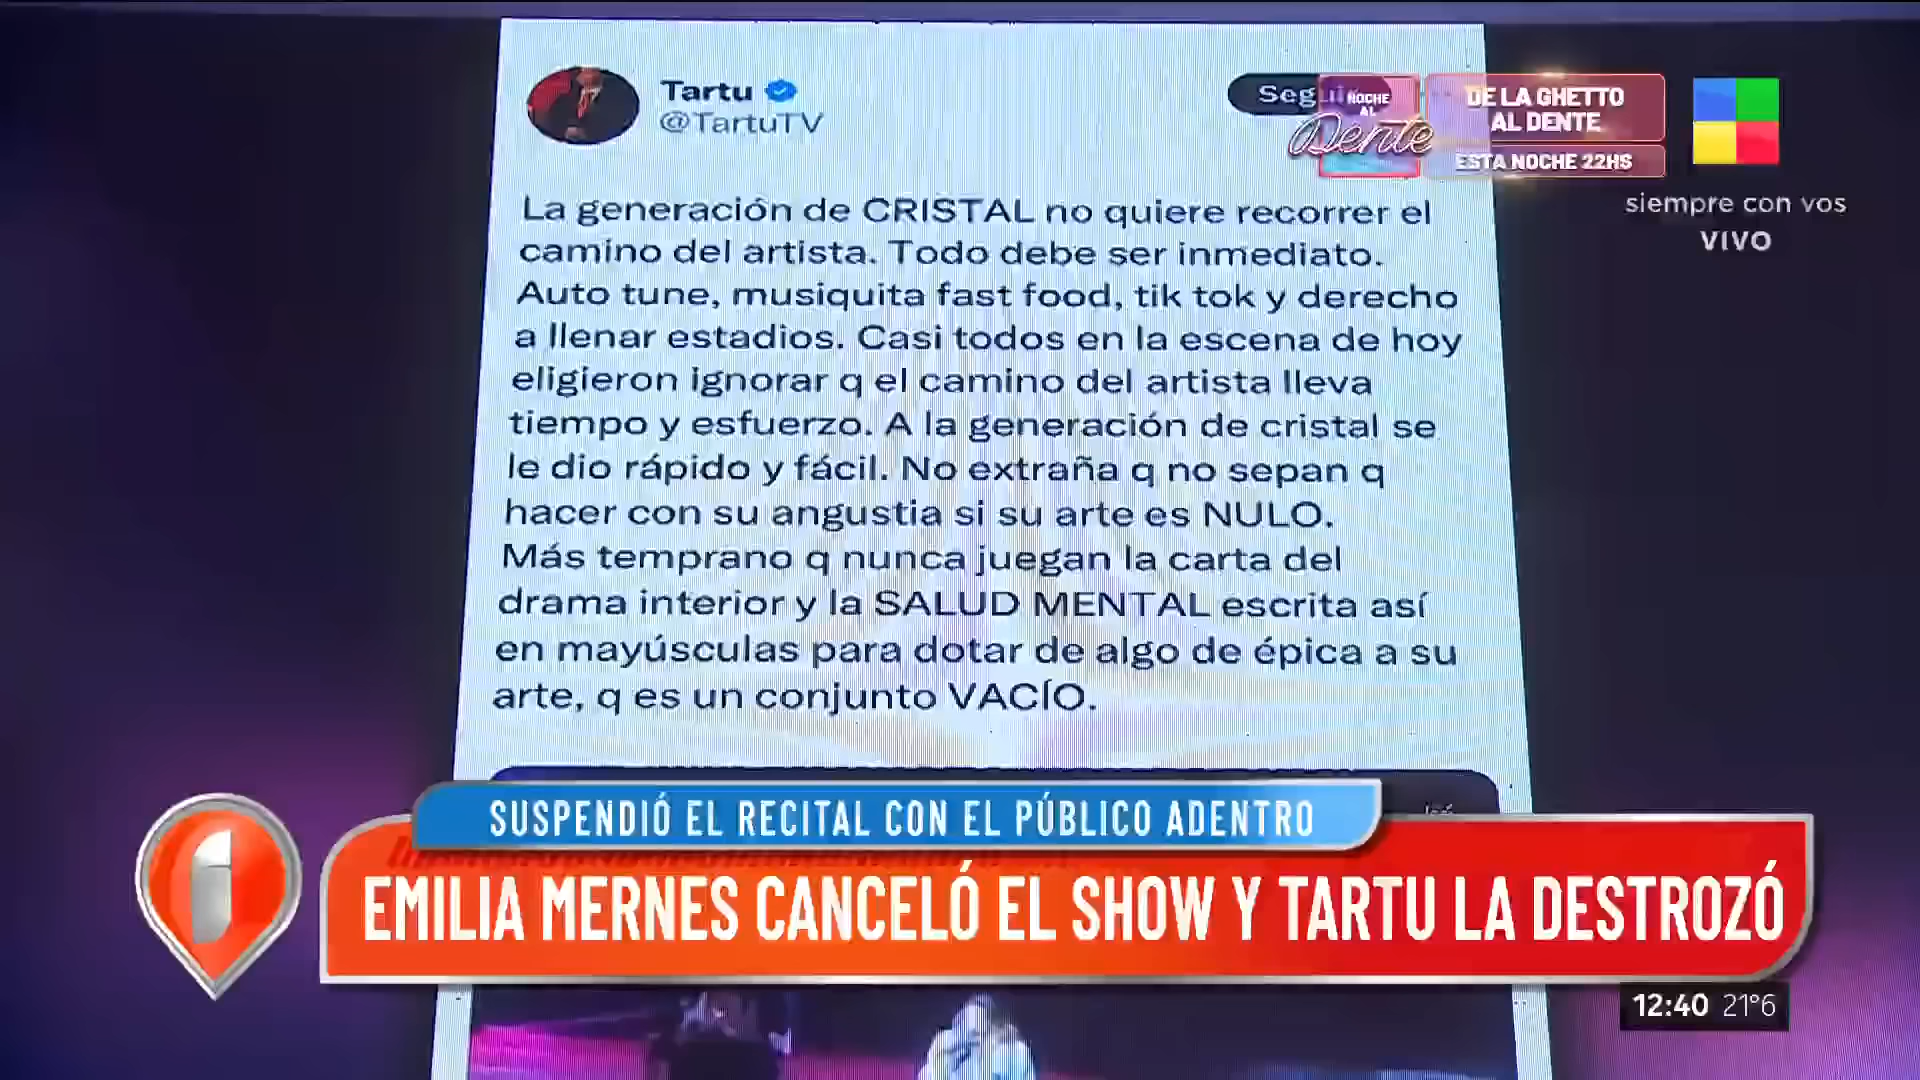 Tartu
@TartuTV
Seguir
NOCHE
AL
Dente
DE LA GHETTO
AL DENTE
ESTA NOCHE 22HS
siempre con vos
VIVO
La generación de CRISTAL no quiere recorrer el
camino del artista. Todo debe ser inmediato.
Auto tune, musiquita fast food, tik tok y derecho
a llenar estadios. Casi todos en la escena de hoy
eligieron ignorar q el camino del artista lleva
tiempo y esfuerzo. A la generación de cristal se
le dio rápido y fácil. No extraña q no sepan q
hacer con su angustia si su arte es NULO.
Más temprano q nunca juegan la carta del
drama interior y la SALUD MENTAL escrita así
en mayúsculas para dotar de algo de épica a su
arte, q es un conjunto VACÍO.
SUSPENDIÓ EL RECITAL CON EL PÚBLICO ADENTRO
EMILIA MERNES CANCELÓ EL SHOW Y TARTU LA DESTROZÓ
12:40 21°6